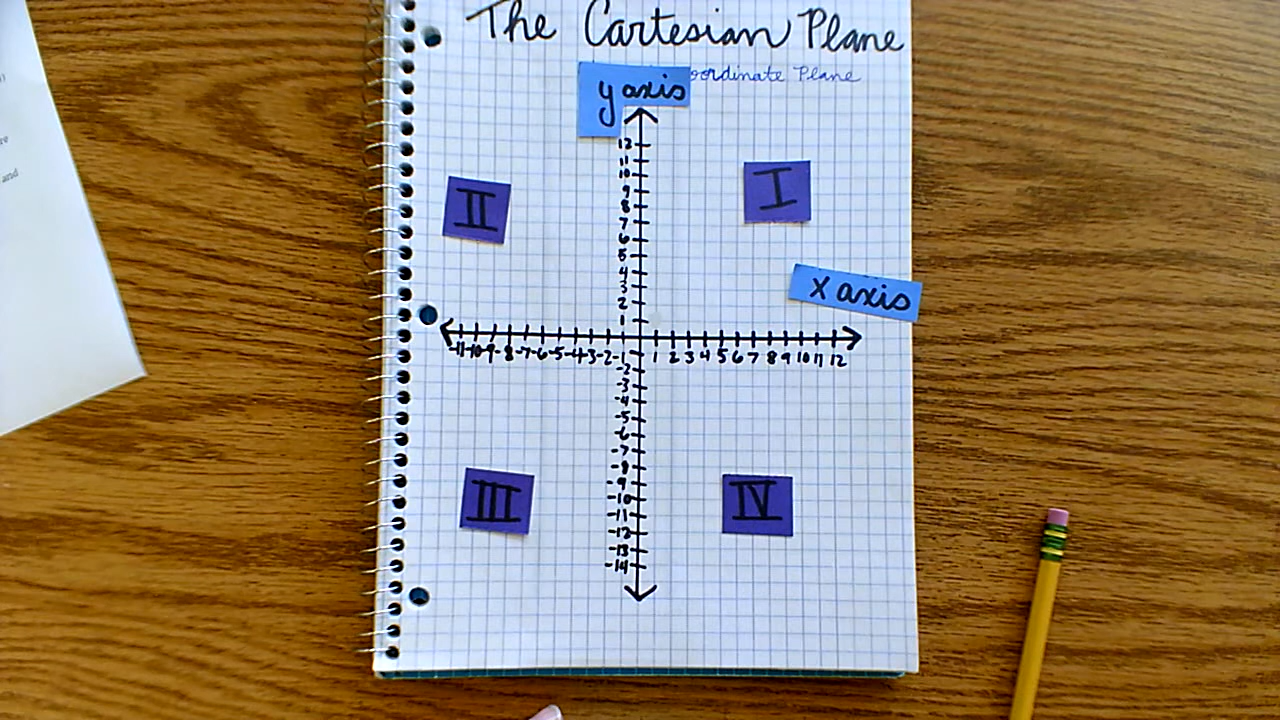 The Cartesian Plane
oordinate Plane
y axis
12
11
10
9
8
7
6
5
4
3
2
1
II
I
x axis
-11 -10 -9 -8 -7 -6 -5 -4 -3 -2 -1 1 2 3 4 5 6 7 8 9 10 11 12
-2
-3
-4
-5
-6
-7
-8
-9
-10
-11
-12
-13
-14
III
IV
re
and